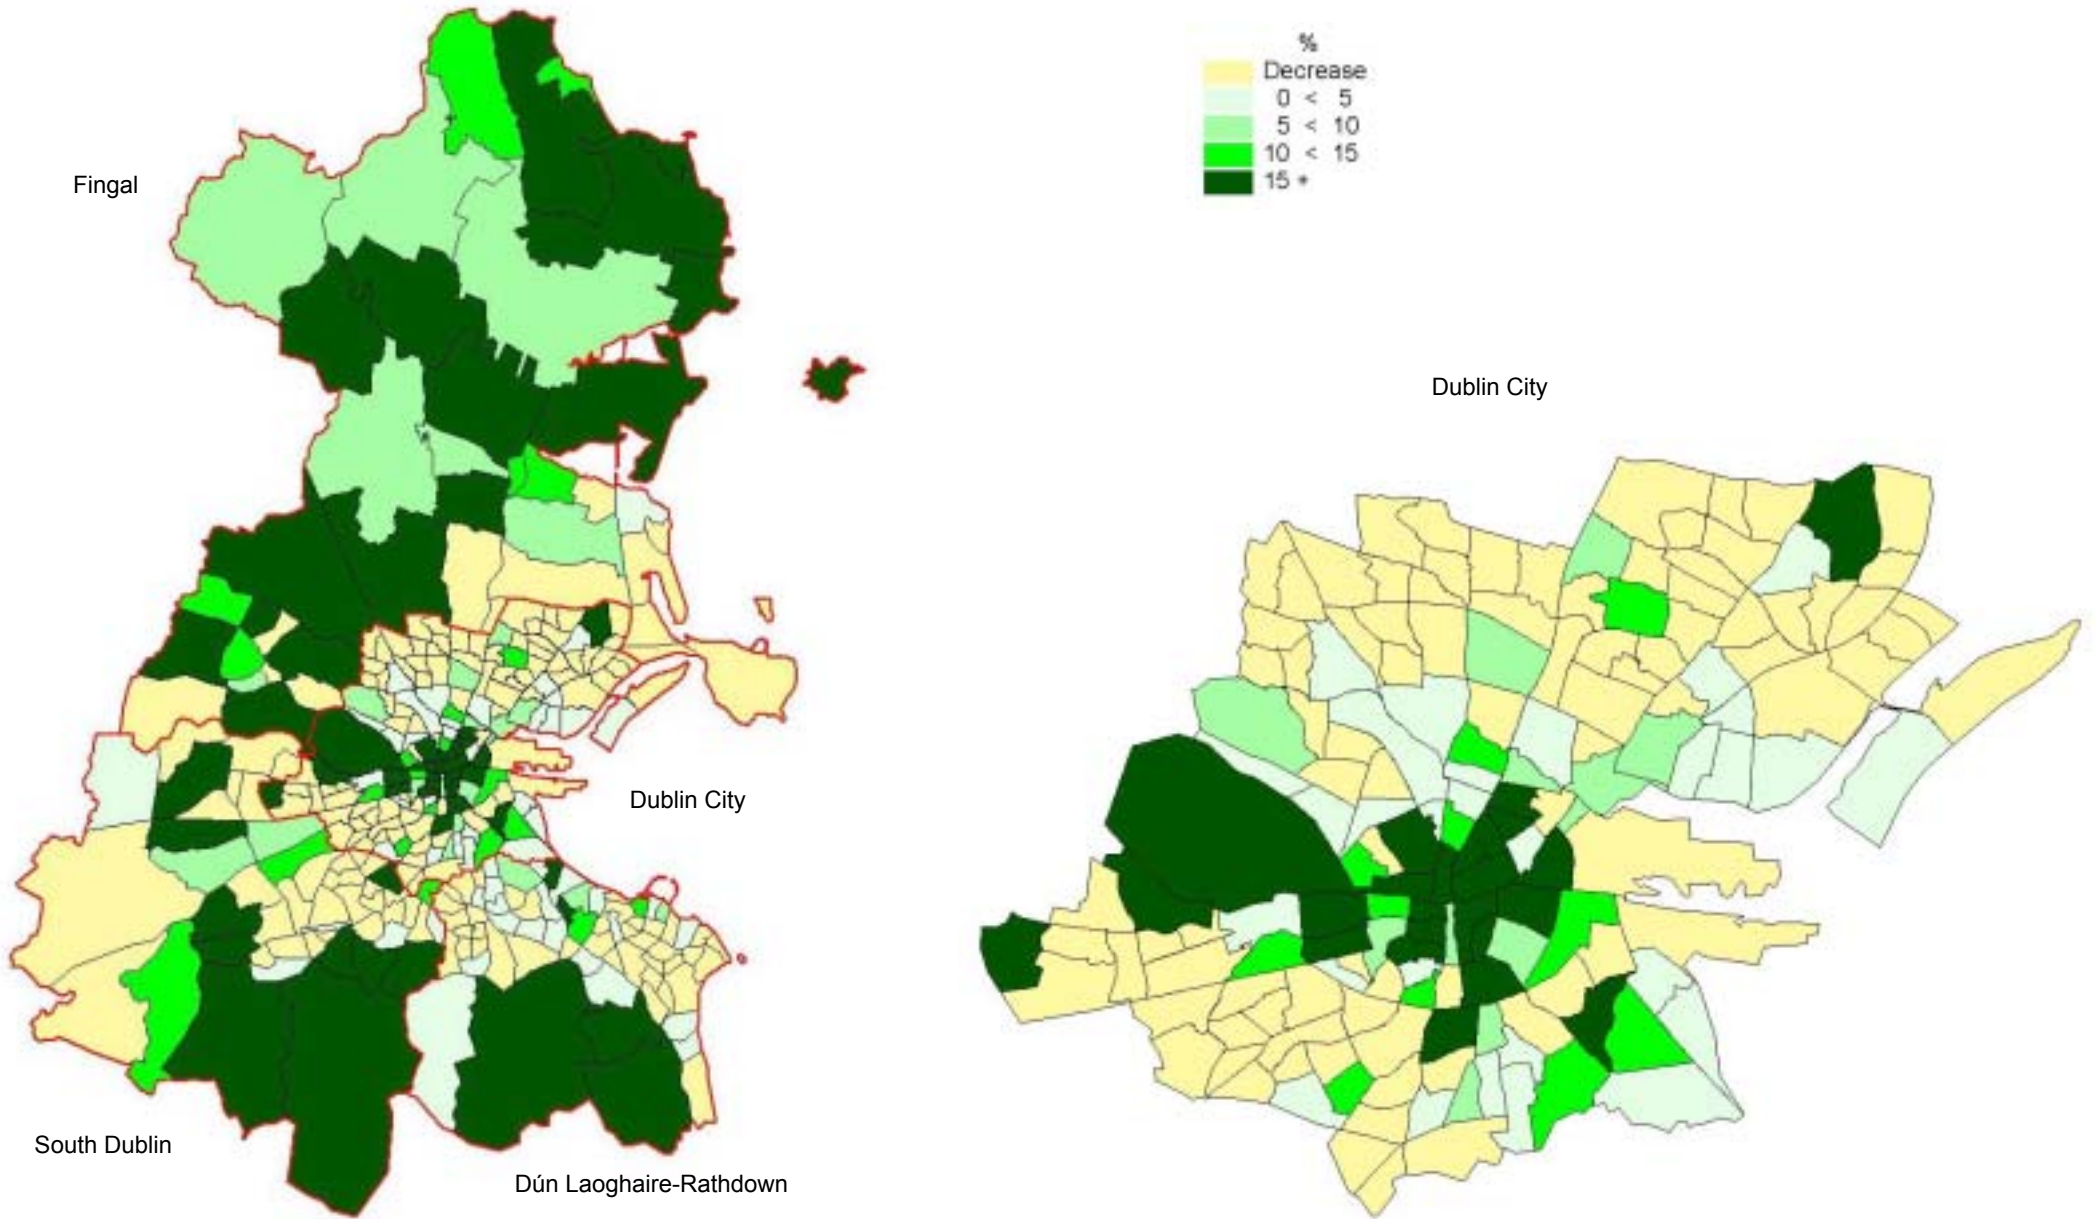 %
Decrease
0 < 5
5 < 10
10 < 15
15 +
Fingal
Dublin City
Dublin City
South Dublin
Dún Laoghaire-Rathdown